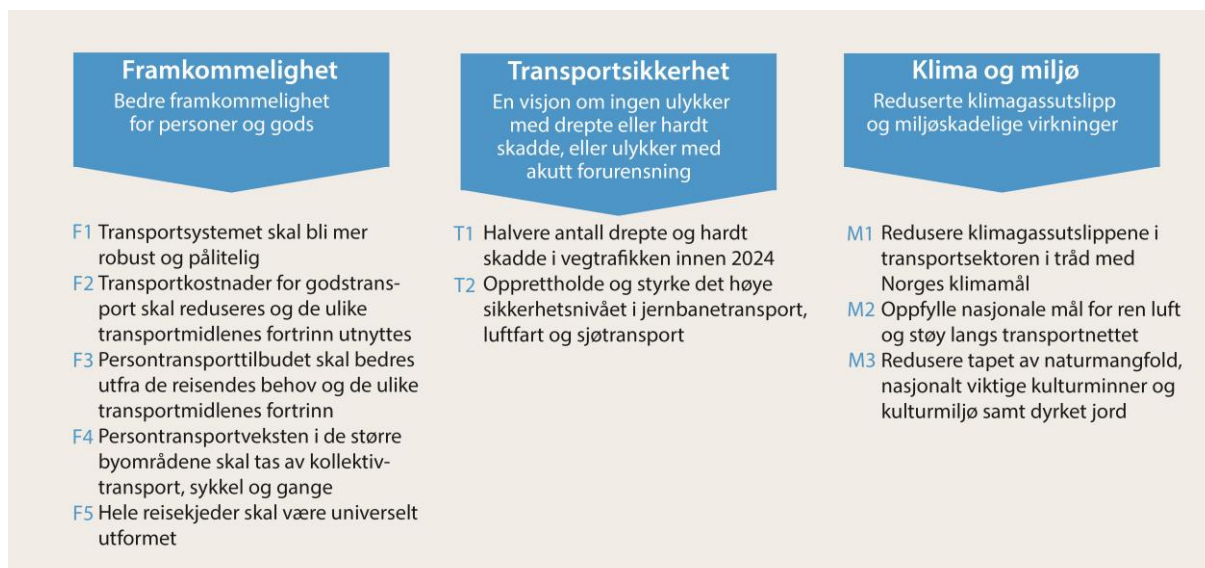 Framkommelighet
Bedre framkommelighet
for personer og gods
F1 Transportsystemet skal bli mer
robust og pålitelig
F2 Transportkostnader for godstrans-
port skal reduseres og de ulike
transportmidlenes fortrinn utnyttes
F3 Persontransporttilbudet skal bedres
utfra de reisendes behov og de ulike
transportmidlenes fortrinn
F4 Persontransportveksten i de større
byområdene skal tas av kollektiv-
transport, sykkel og gange
F5 Hele reisekjeder skal være universelt
utformet
Transportsikkerhet
En visjon om ingen ulykker
med drepte eller hardt
skadde, eller ulykker med
akutt forurensning
T1 Halvere antall drepte og hardt
skadde i vegtrafikken innen 2024
T2 Opprettholde og styrke det høye
sikkerhetsnivået i jernbanetransport,
luftfart og sjøtransport
Klima og miljø
Reduserte klimagassutslipp
og miljøskadelige virkninger
M1 Redusere klimagassutslippene i
transportsektoren i tråd med
Norges klimamål
M2 Oppfylle nasjonale mål for ren luft
og støy langs transportnettet
M3 Redusere tapet av naturmangfold,
nasjonalt viktige kulturminner og
kulturmiljø samt dyrket jord